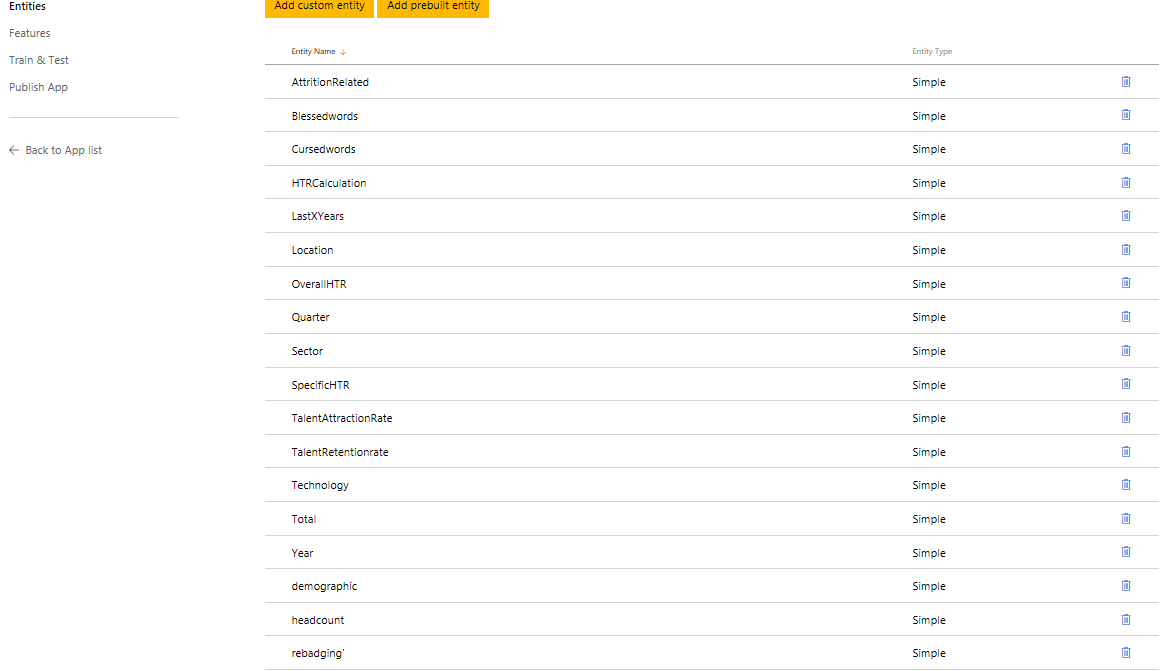 Entities
Features
Train & Test
Publish App
← Back to App list
Add custom entity Add prebuilt entity
Entity Name ↓ Entity Type
AttritionRelated Simple
Blessedwords Simple
Cursedwords Simple
HTRCalculation Simple
LastXYears Simple
Location Simple
OverallHTR Simple
Quarter Simple
Sector Simple
SpecificHTR Simple
TalentAttractionRate Simple
TalentRetentionrate Simple
Technology Simple
Total Simple
Year Simple
demographic Simple
headcount Simple
rebadging' Simple